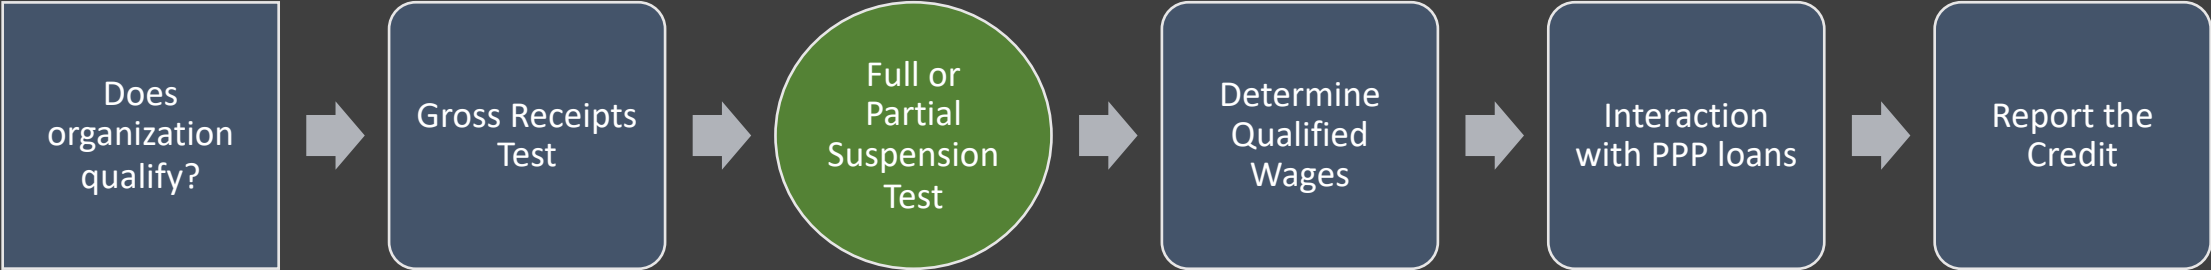 Does
organization
qualify?
Gross Receipts
Test
Full or
Partial
Suspension
Test
Determine
Qualified
Wages
Interaction
with PPP loans
Report the
Credit